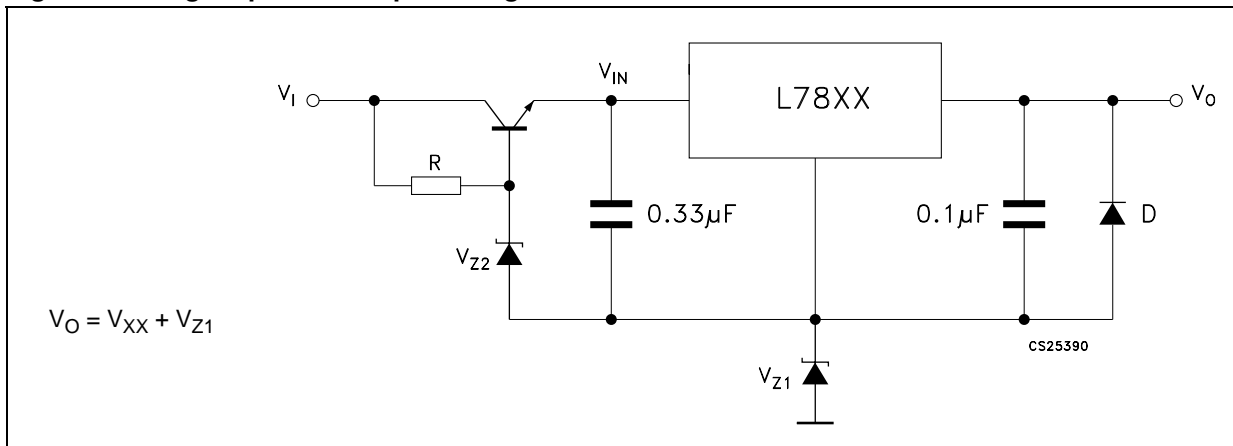 V_IN
L78XX
V_I
V_O
R
0.33µF
0.1µF
D
V_Z2
V_O = V_XX + V_Z1
CS25390
V_Z1